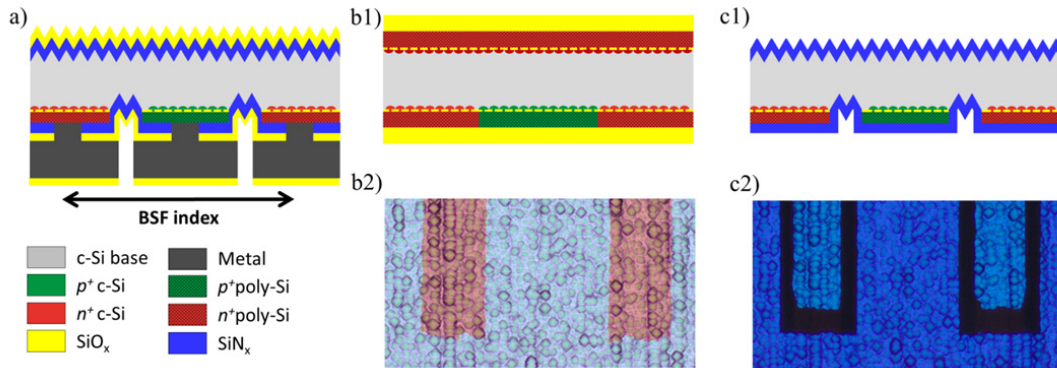 a)
b1)
c1)
BSF index
b2)
c2)
c-Si base
Metal
p⁺ c-Si
p⁺poly-Si
n⁺ c-Si
n⁺poly-Si
SiOₓ
SiNₓ